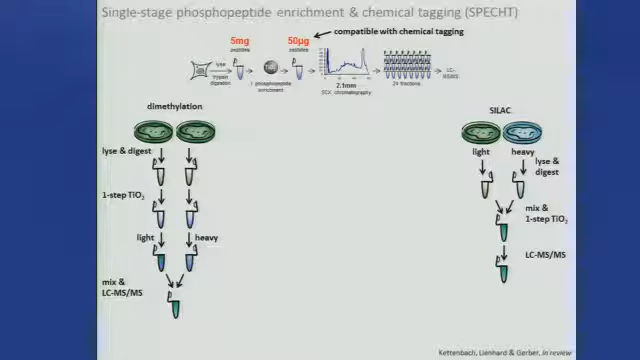 Single-stage phosphopeptide enrichment & chemical tagging (SPECHT)
compatible with chemical tagging
5mg
peptides
50µg
peptides
lyse
trypsin
digestion
TiO₂
phosphopeptide
enrichment
2.1mm
SCX chromatography
24 fractions
LC-
MS/MS
dimethylation
lyse & digest
1-step TiO₂
light
heavy
mix &
LC-MS/MS
SILAC
light
heavy
lyse &
digest
mix &
1-step TiO₂
LC-MS/MS
Kettenbach, Lienhard & Gerber, in review